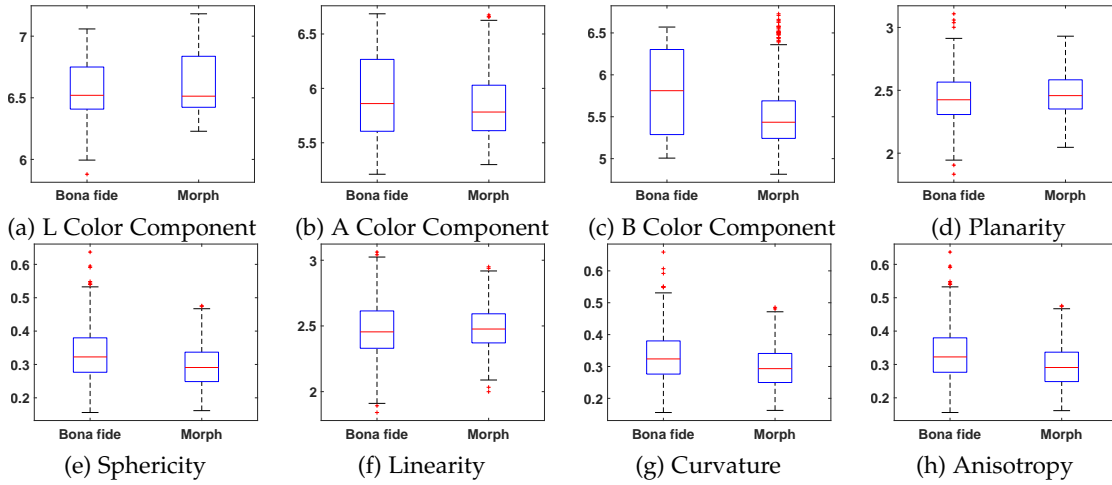 7 6.5 6 Bona fide Morph
6 5.5 Bona fide Morph
6.5 6 5.5 5 Bona fide Morph
3 2.5 2 Bona fide Morph
(a) L Color Component (b) A Color Component (c) B Color Component (d) Planarity
0.6 0.5 0.4 0.3 0.2 Bona fide Morph
3 2.5 2 Bona fide Morph
0.6 0.5 0.4 0.3 0.2 Bona fide Morph
0.6 0.5 0.4 0.3 0.2 Bona fide Morph
(e) Sphericity (f) Linearity (g) Curvature (h) Anisotropy